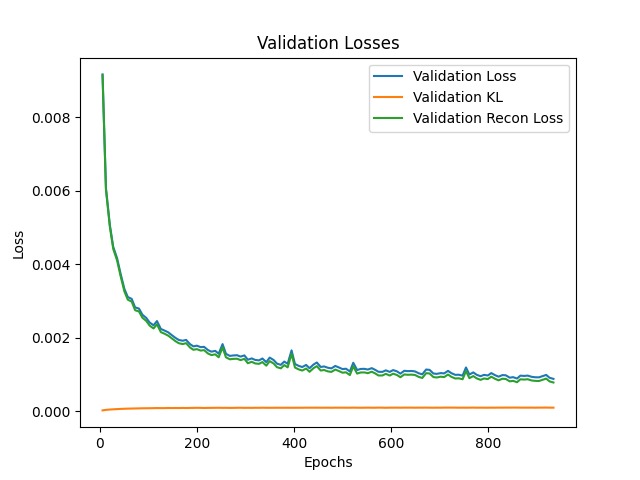 Validation Losses
Validation Loss
Validation KL
Validation Recon Loss
0.008
0.006
0.004
0.002
0.000
Loss
0
200
400
600
800
Epochs